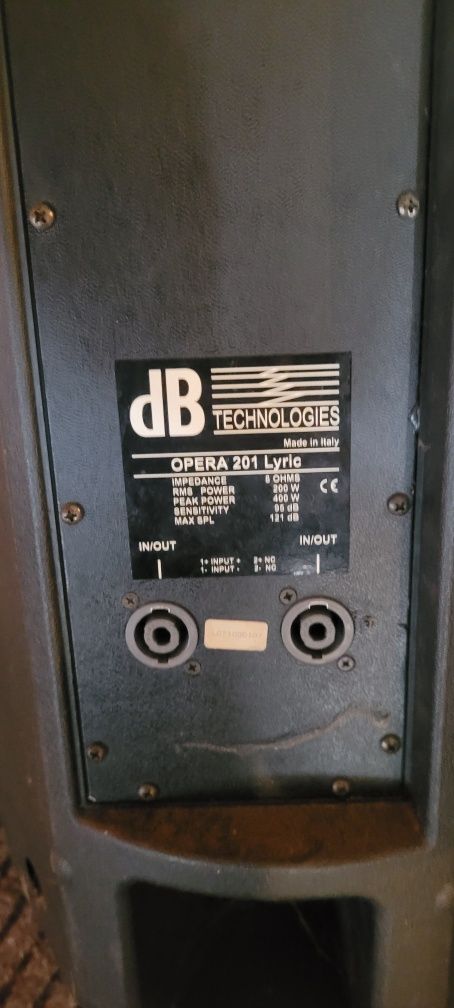 dB
TECHNOLOGIES
Made in Italy
OPERA 201 Lyric
IMPEDANCE 8 OHMS
RMS POWER 200 W
PEAK POWER 400 W
SENSITIVITY 98 dB
MAX SPL 121 dB
CE
IN/OUT IN/OUT
1+ INPUT + 2+ NC
1- INPUT - 2- NC